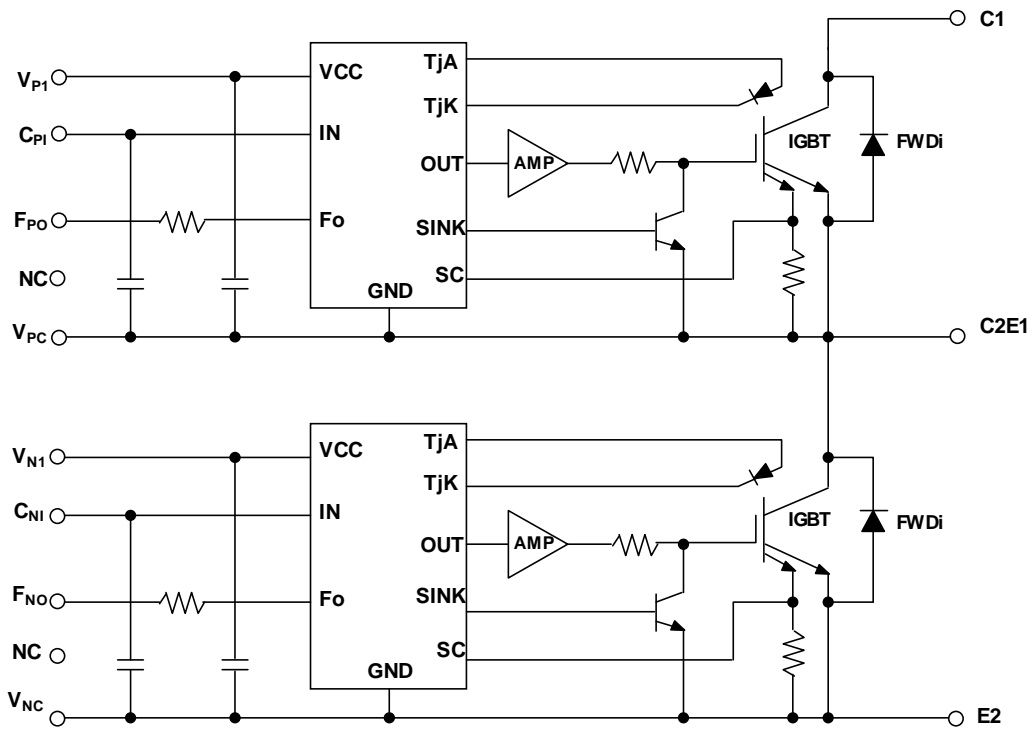 C1
VP1
VCC
TjA
TjK
CPI
IN
OUT
AMP
IGBT
FWDi
FPO
Fo
SINK
NC
SC
GND
VPC
C2E1
VN1
VCC
TjA
TjK
CNI
IN
OUT
AMP
IGBT
FWDi
FNO
Fo
SINK
NC
SC
GND
VNC
E2